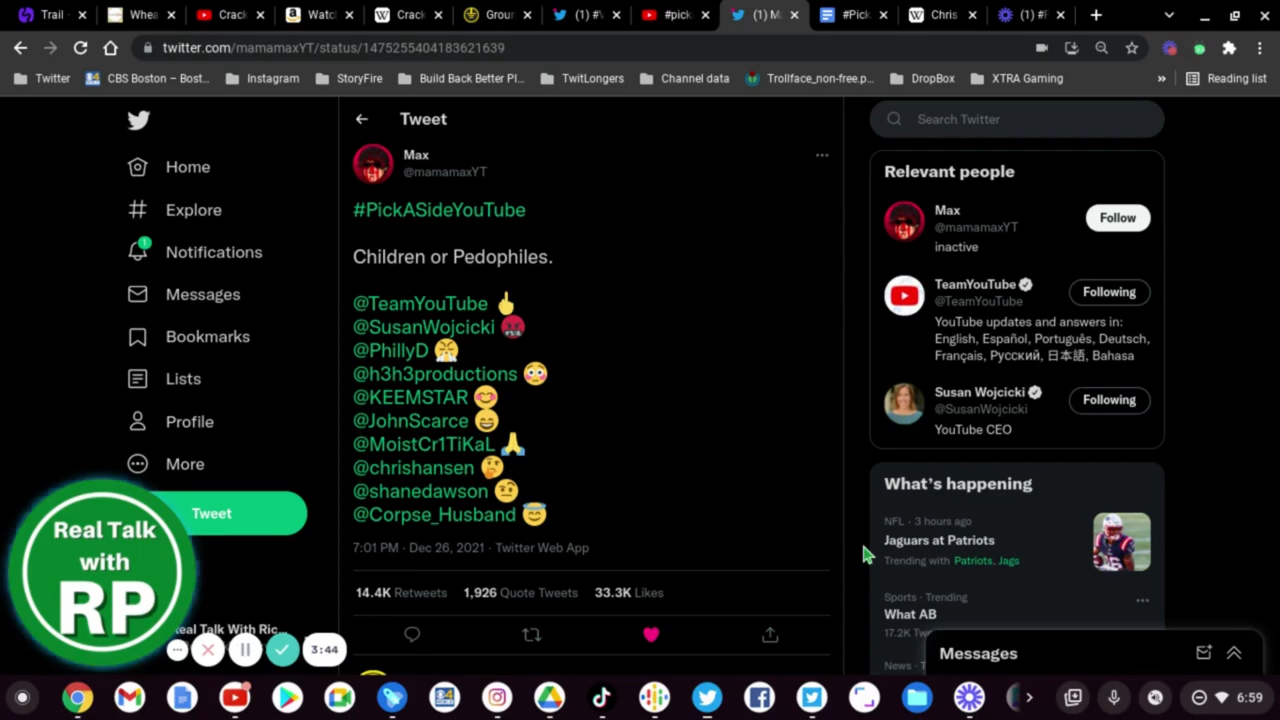 Trail -
Whea
Crack
Watc
Crac
Grou
(1) #V
#pick
(1) M
#Pick
Chris
(1) #F
twitter.com/mamamaxYT/status/1475255404183621639
Twitter
CBS Boston – Bost...
Instagram
StoryFire
Build Back Better Pl...
TwitLongers
Channel data
Trollface_non-free.p...
DropBox
XTRA Gaming
»
Reading list
Home
Explore
1
Notifications
Messages
Bookmarks
Lists
Profile
More
Tweet
Tweet
Max
@mamamaxYT
#PickASideYouTube
Children or Pedophiles.
@TeamYouTube 👆
@SusanWojcicki 🤬
@PhillyD 😤
@h3h3productions 😳
@KEEMSTAR 😊
@JohnScarce 😁
@MoistCr1TiKaL 🙏
@chrishansen 🤔
@shanedawson 🤨
@Corpse_Husband 😇
7:01 PM · Dec 26, 2021 · Twitter Web App
14.4K Retweets 1,926 Quote Tweets 33.3K Likes
Search Twitter
Relevant people
Max
@mamamaxYT
Follow
inactive
TeamYouTube
@TeamYouTube
Following
YouTube updates and answers in:
English, Español, Português, Deutsch,
Français, Русский, 日本語, Bahasa
Susan Wojcicki
@SusanWojcicki
Following
YouTube CEO
What's happening
NFL · 3 hours ago
Jaguars at Patriots
Trending with Patriots, Jags
Sports · Trending
What AB
17.2K Twe
News · T
Messages
Real Talk
with
RP
Real Talk With Ric...
3:44
6:59